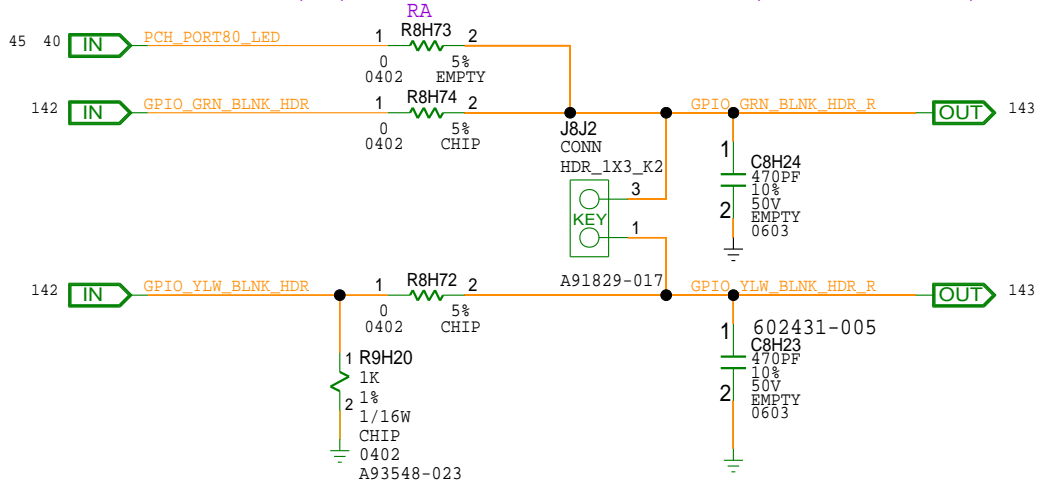 RA
45 40 IN PCH_PORT80_LED 1 R8H73 2
0 5%
0402 EMPTY
142 IN GPIO_GRN_BLNK_HDR 1 R8H74 2 GPIO_GRN_BLNK_HDR_R OUT 143
0 5%
0402 CHIP
J8J2
CONN
HDR_1X3_K2
3
KEY
1
A91829-017
1 C8H24
470PF
10%
50V
2 EMPTY
0603
142 IN GPIO_YLW_BLNK_HDR 1 R8H72 2 GPIO_YLW_BLNK_HDR_R OUT 143
0 5%
0402 CHIP
602431-005
1 C8H23
470PF
10%
50V
2 EMPTY
0603
1 R9H20
1K
2 1%
1/16W
CHIP
0402
A93548-023